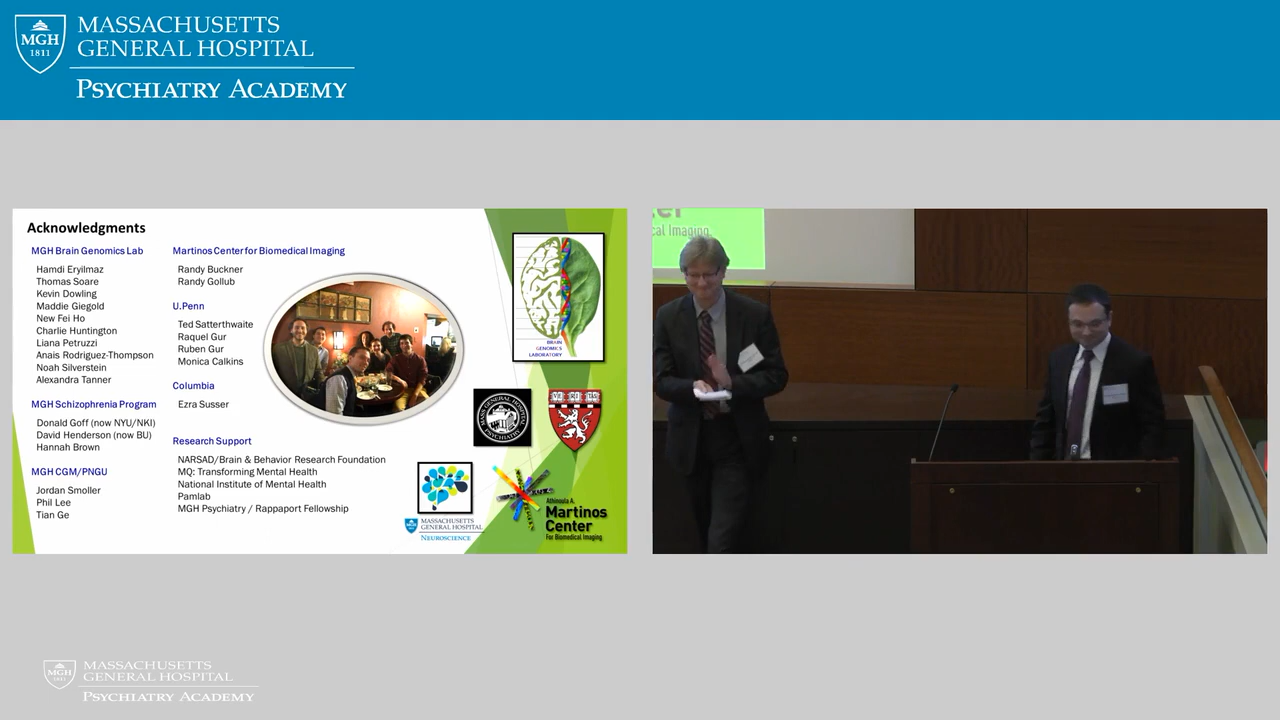 MASSACHUSETTS
GENERAL HOSPITAL
PSYCHIATRY ACADEMY
MGH
1811
Acknowledgments
MGH Brain Genomics Lab
Hamdi Eryilmaz
Thomas Soare
Kevin Dowling
Maddie Giegold
New Fei Ho
Charlie Huntington
Liana Petruzzi
Anais Rodriguez-Thompson
Noah Silverstein
Alexandra Tanner
MGH Schizophrenia Program
Donald Goff (now NYU/NKI)
David Henderson (now BU)
Hannah Brown
MGH CGM/PNGU
Jordan Smoller
Phil Lee
Tian Ge
Martinos Center for Biomedical Imaging
Randy Buckner
Randy Gollub
U.Penn
Ted Satterthwaite
Raquel Gur
Ruben Gur
Monica Calkins
Columbia
Ezra Susser
Research Support
NARSAD/Brain & Behavior Research Foundation
MQ: Transforming Mental Health
National Institute of Mental Health
Pamlab
MGH Psychiatry / Rappaport Fellowship
BRAIN
GENOMICS
LABORATORY
MASSACHUSETTS
GENERAL HOSPITAL
NEUROSCIENCE
Athinoula A.
Martinos
Center
For Biomedical Imaging
cal Imaging
MGH
1811
MASSACHUSETTS
GENERAL HOSPITAL
PSYCHIATRY ACADEMY